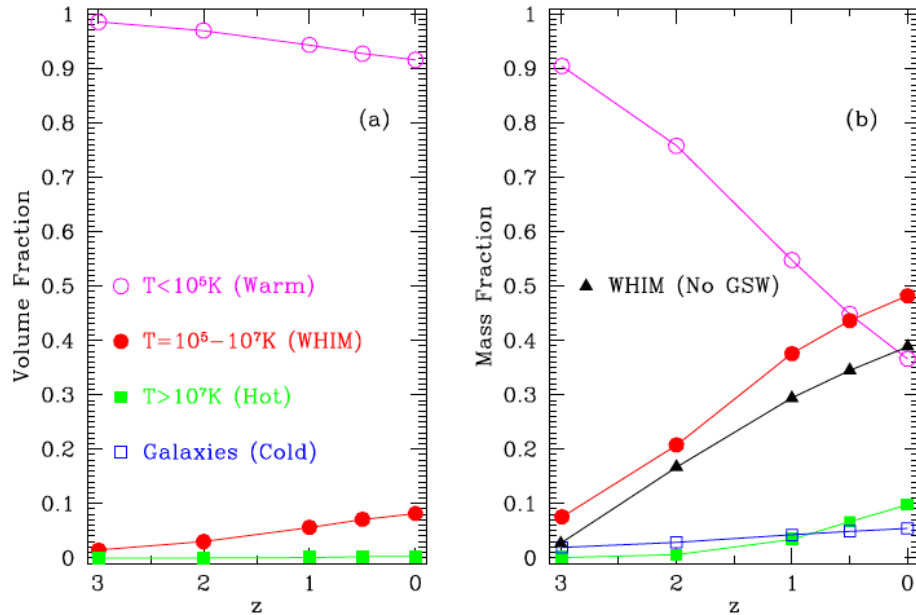 1
0.9
0.8
0.7
0.6
0.5
0.4
0.3
0.2
0.1
0
Volume Fraction
(a)
T<10⁵K (Warm)
T=10⁵−10⁷K (WHIM)
T>10⁷K (Hot)
Galaxies (Cold)
3 2 1 0
z
1
0.9
0.8
0.7
0.6
0.5
0.4
0.3
0.2
0.1
0
Mass Fraction
(b)
WHIM (No GSW)
3 2 1 0
z